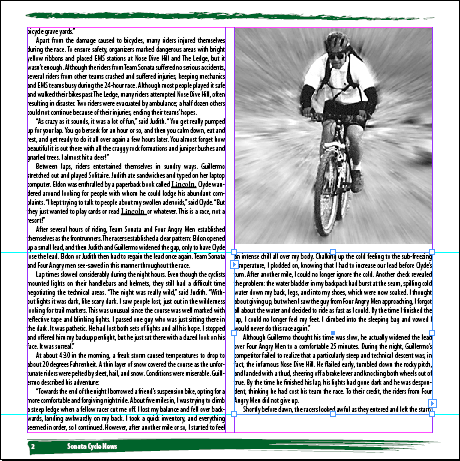 bicycle grave yards."
Apart from the damage caused to bicycles, many riders injured themselves
during the race. To ensure safety, organizers marked dangerous areas with bright
yellow ribbons and placed EMS stations at Nose Dive Hill and The Ledge, but it
wasn't enough. Although the riders from Team Sonata suffered no serious accidents,
several riders from other teams crashed and suffered injuries, keeping mechanics
and EMS teams busy during the 24-hour race. Although most people played it safe
and walked their bikes past The Ledge, many riders attempted Nose Dive Hill, often
resulting in disaster. Two riders were evacuated by ambulance; a half dozen others
could not continue because of their injuries, ending their teams' hopes.
"As crazy as it sounds, it was a lot of fun," said Judith. "You get really pumped
up for your lap. You go berserk for an hour or so, and then you calm down, eat and
rest, and get ready to do it all over again a few hours later. You almost forget how
beautiful it is out there with all the craggy rock formations and juniper bushes and
gnarled trees. I almost hit a deer!"
Between laps, riders entertained themselves in sundry ways. Guillermo
stretched out and played Solitaire. Judith ate sandwiches and typed on her laptop
computer. Eldon was enthralled by a paperback book called Lincoln. Clyde wan-
dered around looking for people with whom he could lodge his abundant com-
plaints. "I kept trying to talk to people about my swollen adenoids," said Clyde. "But
they just wanted to play cards or read Lincoln or whatever. This is a race, not a
resort!"
After several hours of riding, Team Sonata and Four Angry Men established
themselves as the frontrunners. The racers established a clear pattern: Eldon opened
up a small lead, and then Judith and Guillermo widened the gap, only to have Clyde
lose the lead. Eldon or Judith then had to regain the lead once again. Team Sonata
and Four Angry men see-sawed in this manner throughout the race.
Lap times slowed considerably during the night hours. Even though the cyclists
mounted lights on their handlebars and helmets, they still had a difficult time
negotiating the technical areas. "The night was really wild," said Judith. "With-
out lights it was dark, like scary dark. I saw people lost, just out in the wilderness
looking for trail markers. This was unusual since the course was well marked with
reflective tape and blinking lights. I passed one guy who was just sitting there in
the dark. It was pathetic. He had lost both sets of lights and all his hope. I stopped
and offered him my backup penlight, but he just sat there with a dazed look on his
face. It was surreal."
At about 4:30 in the morning, a freak storm caused temperatures to drop to
about 20 degrees Fahrenheit. A thin layer of snow covered the course as the unfor-
tunate riders were pelted by sleet, hail, and snow. Conditions were miserable. Guill-
ermo described his adventure:
"Towards the end of the night I borrowed a friend's suspension bike, opting for a
more comfortable and forgiving nightride. About five miles in, I was trying to climb
a steep ledge when a fellow racer cut me off. I lost my balance and fell over back-
wards, landing awkwardly on my back. I took a quick inventory, and everything
seemed in order, so I continued. However, after another mile or so, I started to feel
an intense chill all over my body. Chalking up the cold feeling to the sub-freezing
temperature, I plodded on, knowing that I had to increase our lead before Clyde's
turn. After another mile, I could no longer ignore the cold. Another check revealed
the problem: the water bladder in my backpack had burst at the seam, spilling cold
water down my back, legs, and into my shoes, which were now soaked. I thought
about giving up, but when I saw the guy from Four Angry Men approaching, I forgot
all about the water and decided to ride as fast as I could. By the time I finished the
lap, I could no longer feel my feet. I climbed into the sleeping bag and vowed I
would never do this race again."
Although Guillermo thought his time was slow, he actually widened the lead
over Four Angry Men to a comfortable 25 minutes. During the night, Guillermo's
competitor failed to realize that a particularly steep and technical descent was, in
fact, the infamous Nose Dive Hill. He flailed early, tumbled down the rocky pitch,
and landed with a thud, sheering off a brake lever and knocking both wheels out of
true. By the time he finished his lap, his lights had gone dark and he was despon-
dent, thinking he had cost his team the race. To their credit, the riders from Four
Angry Men did not give up.
Shortly before dawn, the racers looked awful as they entered and left the start-
2 Sonata Cycle News